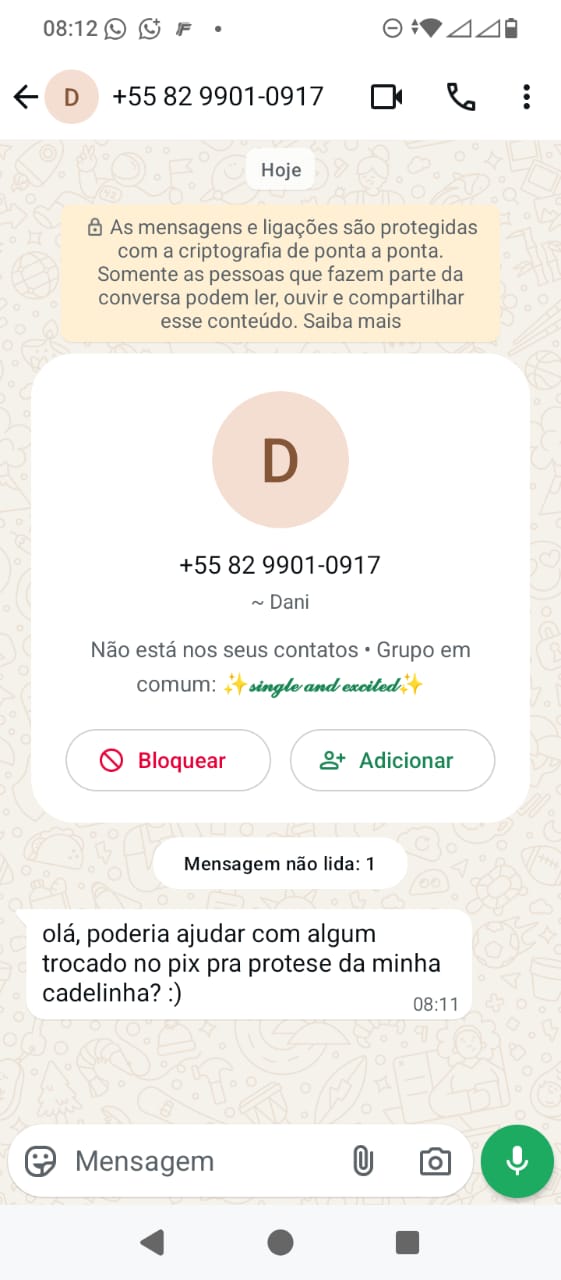 08:12
+55 82 9901-0917
Hoje
As mensagens e ligações são protegidas
com a criptografia de ponta a ponta.
Somente as pessoas que fazem parte da
conversa podem ler, ouvir e compartilhar
esse conteúdo. Saiba mais
D
D
+55 82 9901-0917
~ Dani
Não está nos seus contatos • Grupo em
comum: ✨single and excited✨
Bloquear
Adicionar
Mensagem não lida: 1
olá, poderia ajudar com algum
trocado no pix pra protese da minha
cadelinha? :)
08:11
Mensagem